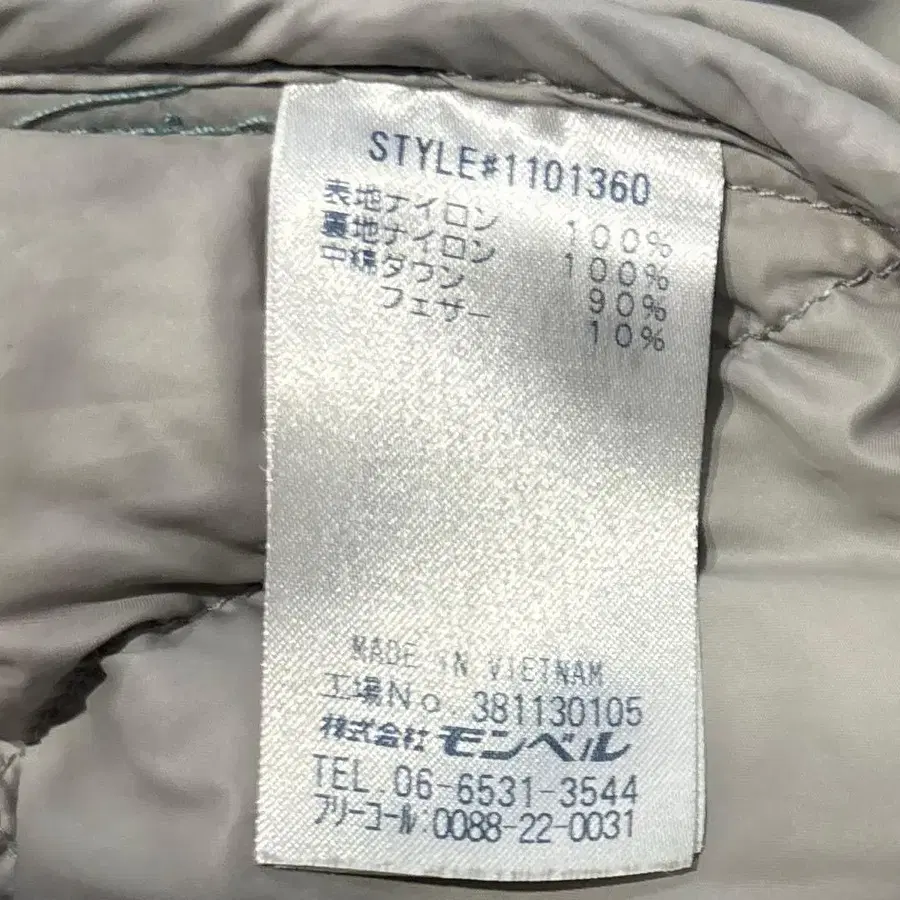 STYLE#1101360
表地ナイロン 100%
裏地ナイロン 100%
中綿ダウン 90%
フェザー 10%
MADE IN VIETNAM
工場No. 381130105
株式会社モンベル
TEL.06-6531-3544
フリーコール:0088-22-0031